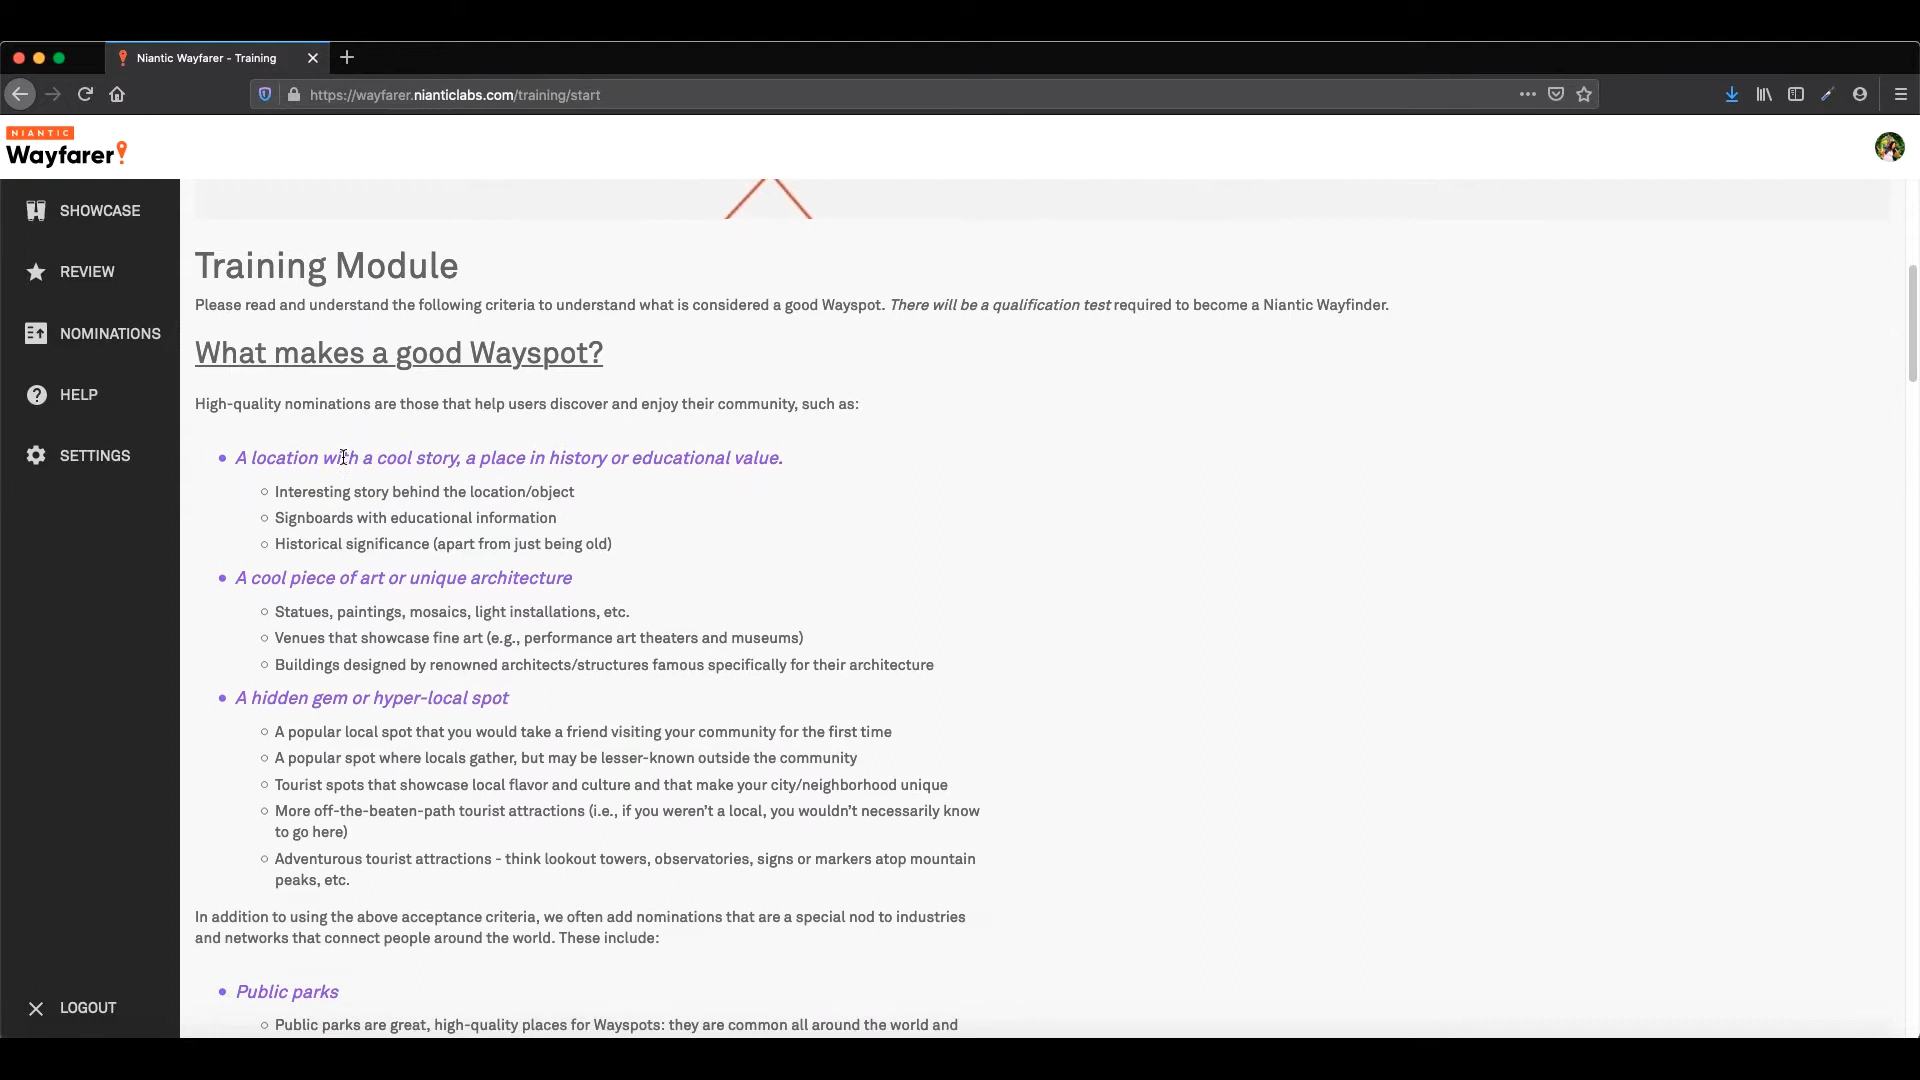 Niantic Wayfarer - Training
https://wayfarer.nianticlabs.com/training/start
NIANTIC
Wayfarer
SHOWCASE
REVIEW
NOMINATIONS
HELP
SETTINGS
LOGOUT
Training Module
Please read and understand the following criteria to understand what is considered a good Wayspot. There will be a qualification test required to become a Niantic Wayfinder.
What makes a good Wayspot?
High-quality nominations are those that help users discover and enjoy their community, such as:
• A location with a cool story, a place in history or educational value.
○ Interesting story behind the location/object
○ Signboards with educational information
○ Historical significance (apart from just being old)
• A cool piece of art or unique architecture
○ Statues, paintings, mosaics, light installations, etc.
○ Venues that showcase fine art (e.g., performance art theaters and museums)
○ Buildings designed by renowned architects/structures famous specifically for their architecture
• A hidden gem or hyper-local spot
○ A popular local spot that you would take a friend visiting your community for the first time
○ A popular spot where locals gather, but may be lesser-known outside the community
○ Tourist spots that showcase local flavor and culture and that make your city/neighborhood unique
○ More off-the-beaten-path tourist attractions (i.e., if you weren't a local, you wouldn't necessarily know
to go here)
○ Adventurous tourist attractions - think lookout towers, observatories, signs or markers atop mountain
peaks, etc.
In addition to using the above acceptance criteria, we often add nominations that are a special nod to industries
and networks that connect people around the world. These include:
• Public parks
○ Public parks are great, high-quality places for Wayspots: they are common all around the world and